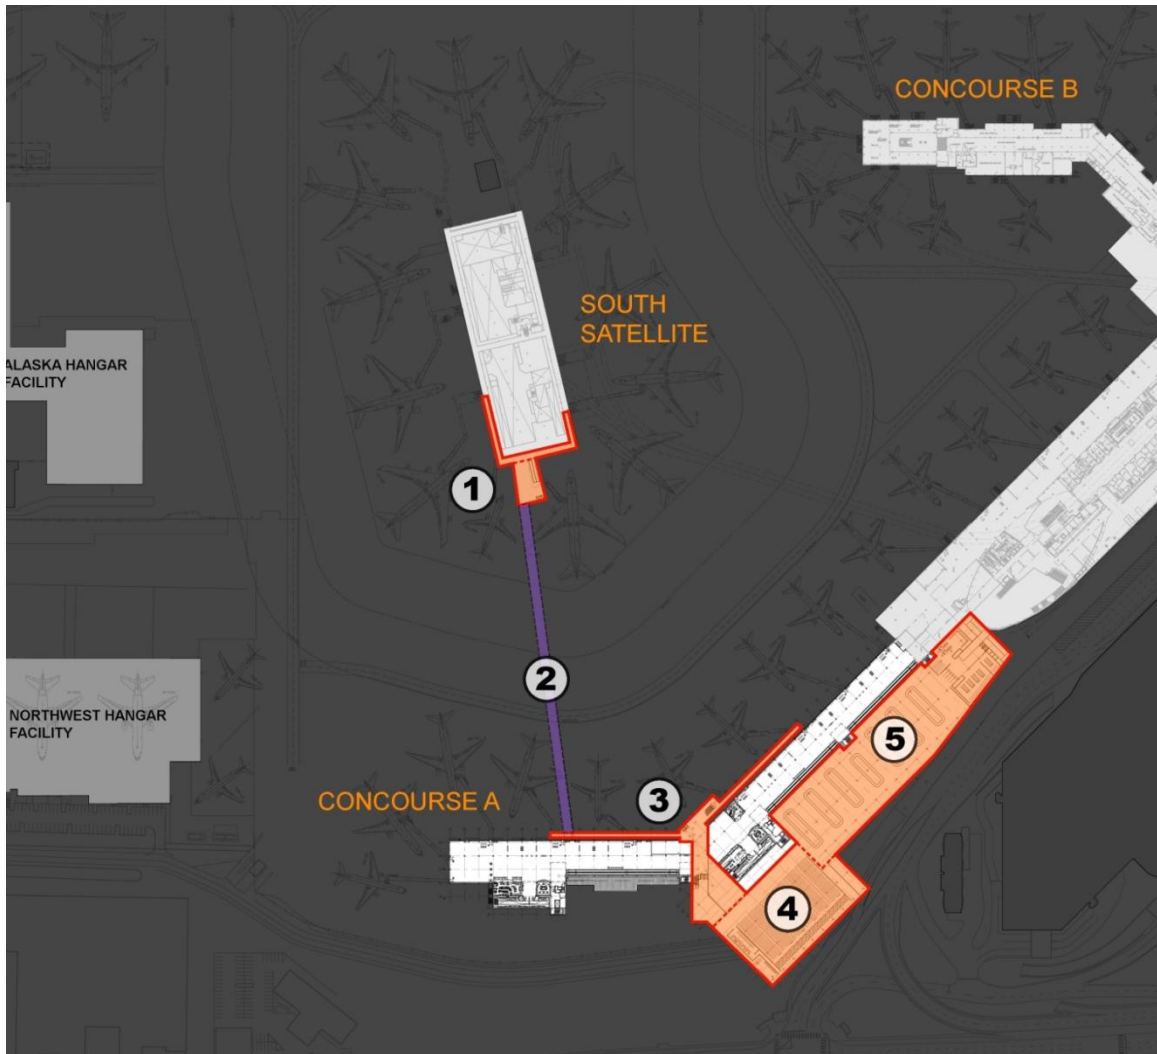 CONCOURSE B
SOUTH
SATELLITE
ALASKA HANGAR
FACILITY
1
2
NORTHWEST HANGAR
FACILITY
5
CONCOURSE A
3
4